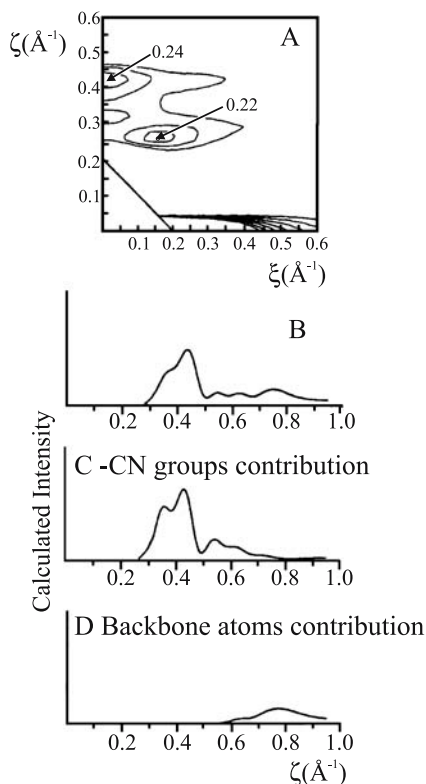 0.6
A
ζ(Å⁻¹)
0.24
0.5
0.4
0.22
0.3
0.2
0.1
0.1 0.2 0.3 0.4 0.5 0.6
ξ(Å⁻¹)
B
0.2 0.4 0.6 0.8 1.0
Calculated Intensity
C -CN groups contribution
0.2 0.4 0.6 0.8 1.0
D Backbone atoms contribution
0.2 0.4 0.6 0.8 1.0
ζ(Å⁻¹)